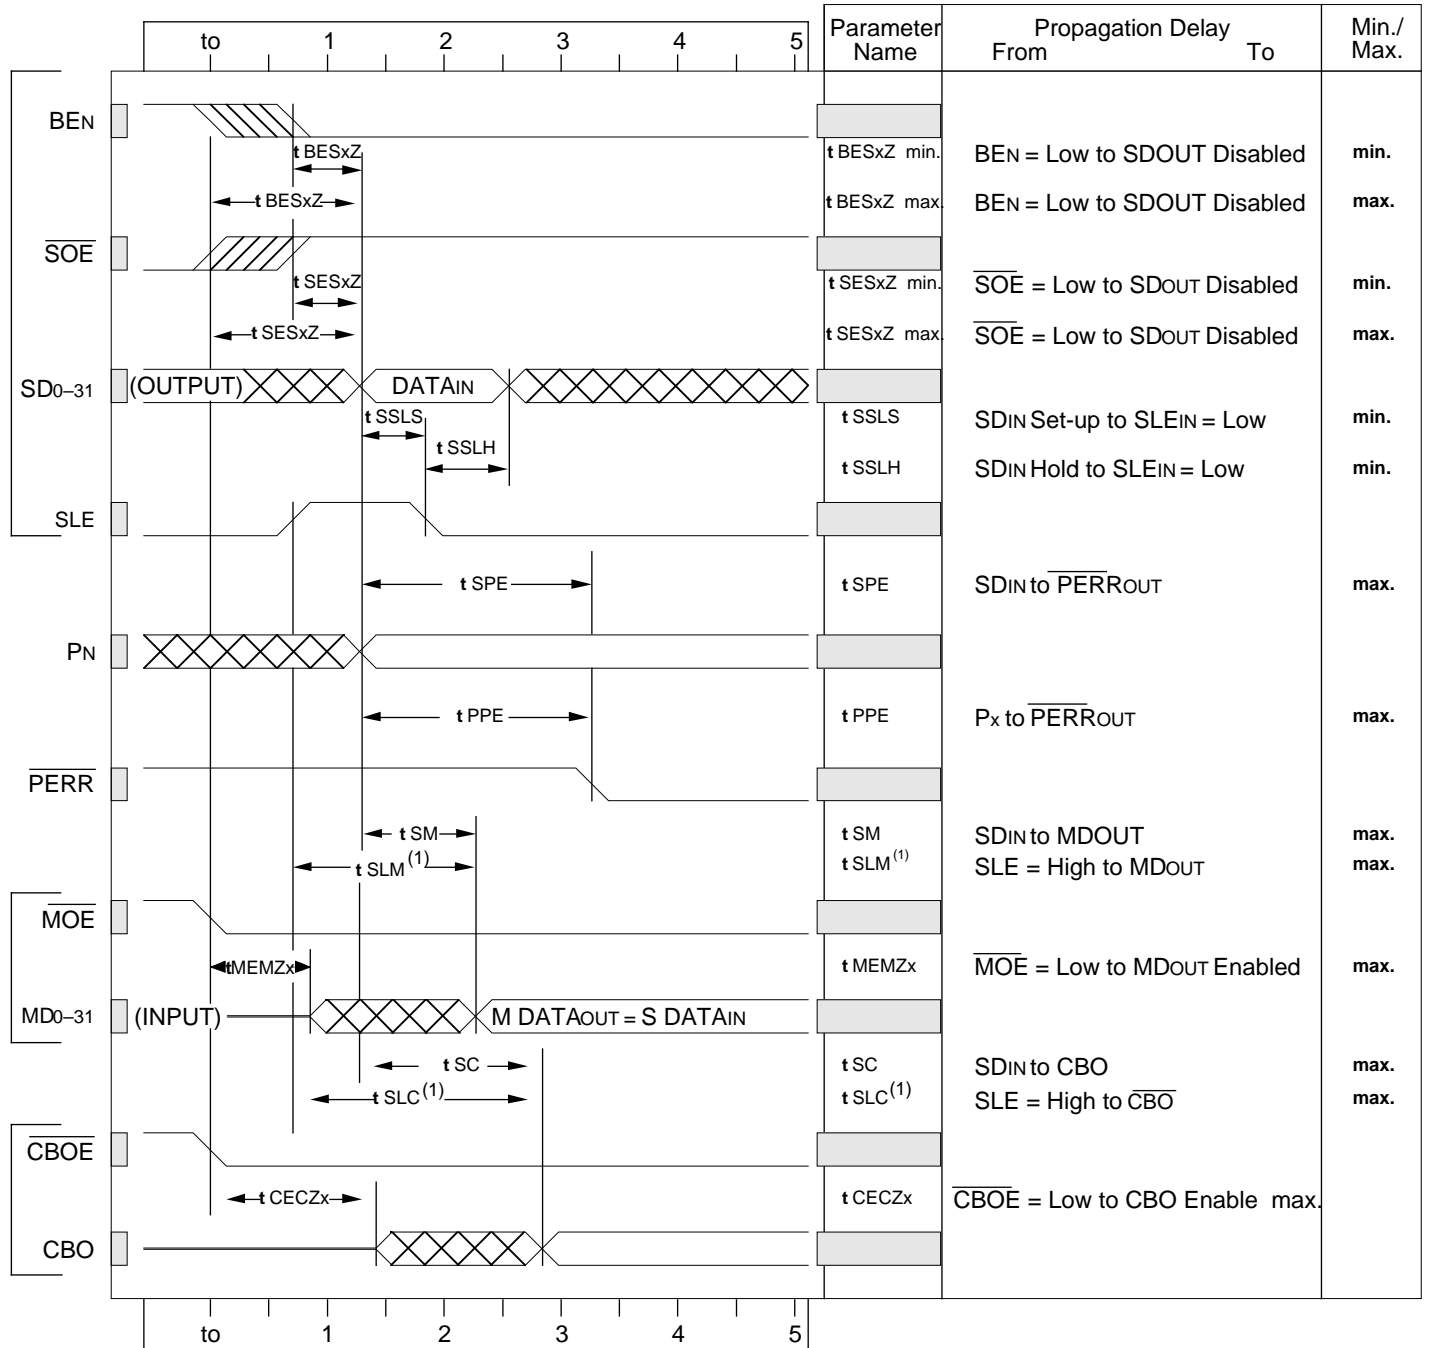 to 1 2 3 4 5
Parameter Name
Propagation Delay
From To
Min./ Max.
BEN
t BESxZ
t BESxZ min. BEN = Low to SDOUT Disabled min.
t BESxZ
t BESxZ max. BEN = Low to SDOUT Disabled max.
SOE
t SESxZ
t SESxZ min. SOE = Low to SDOUT Disabled min.
t SESxZ
t SESxZ max. SOE = Low to SDOUT Disabled max.
SD0–31 (OUTPUT) DATAIN
t SSLS
t SSLS SDIN Set-up to SLEIN = Low min.
t SSLH
t SSLH SDIN Hold to SLEIN = Low min.
SLE
t SPE
t SPE SDIN to PERROUT max.
PN
t PPE
t PPE Px to PERROUT max.
PERR
t SM
t SM SDIN to MDOUT max.
t SLM (1)
t SLM (1) SLE = High to MDOUT max.
MOE
tMEMZx
t MEMZx MOE = Low to MDOUT Enabled max.
MD0–31 (INPUT) M DATAOUT = S DATAIN
t SC
t SC SDIN to CBO max.
t SLC (1)
t SLC (1) SLE = High to CBO max.
CBOE
t CECZx
t CECZx CBOE = Low to CBO Enable max.
CBO
to 1 2 3 4 5